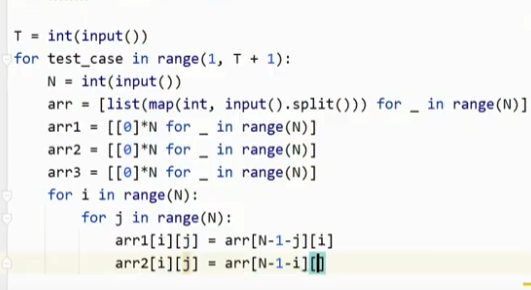 T = int(input())
for test_case in range(1, T + 1):
    N = int(input())
    arr = [list(map(int, input().split())) for _ in range(N)]
    arr1 = [[0]*N for _ in range(N)]
    arr2 = [[0]*N for _ in range(N)]
    arr3 = [[0]*N for _ in range(N)]
    for i in range(N):
        for j in range(N):
            arr1[i][j] = arr[N-1-j][i]
            arr2[i][j] = arr[N-1-i][]